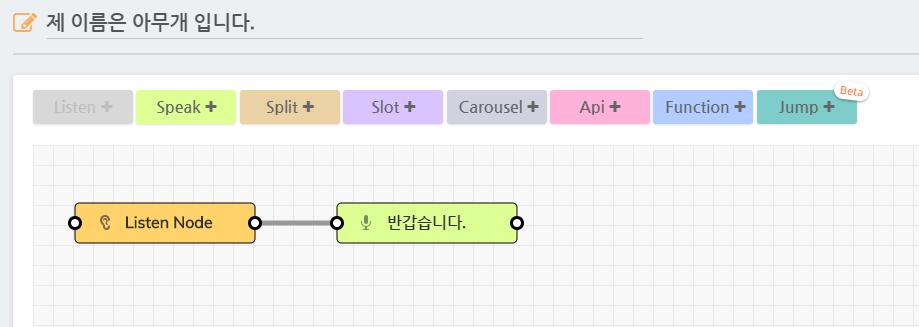 제 이름은 아무개 입니다.
Listen + Speak + Split + Slot + Carousel + Api + Function + Jump + Beta
Listen Node 반갑습니다.